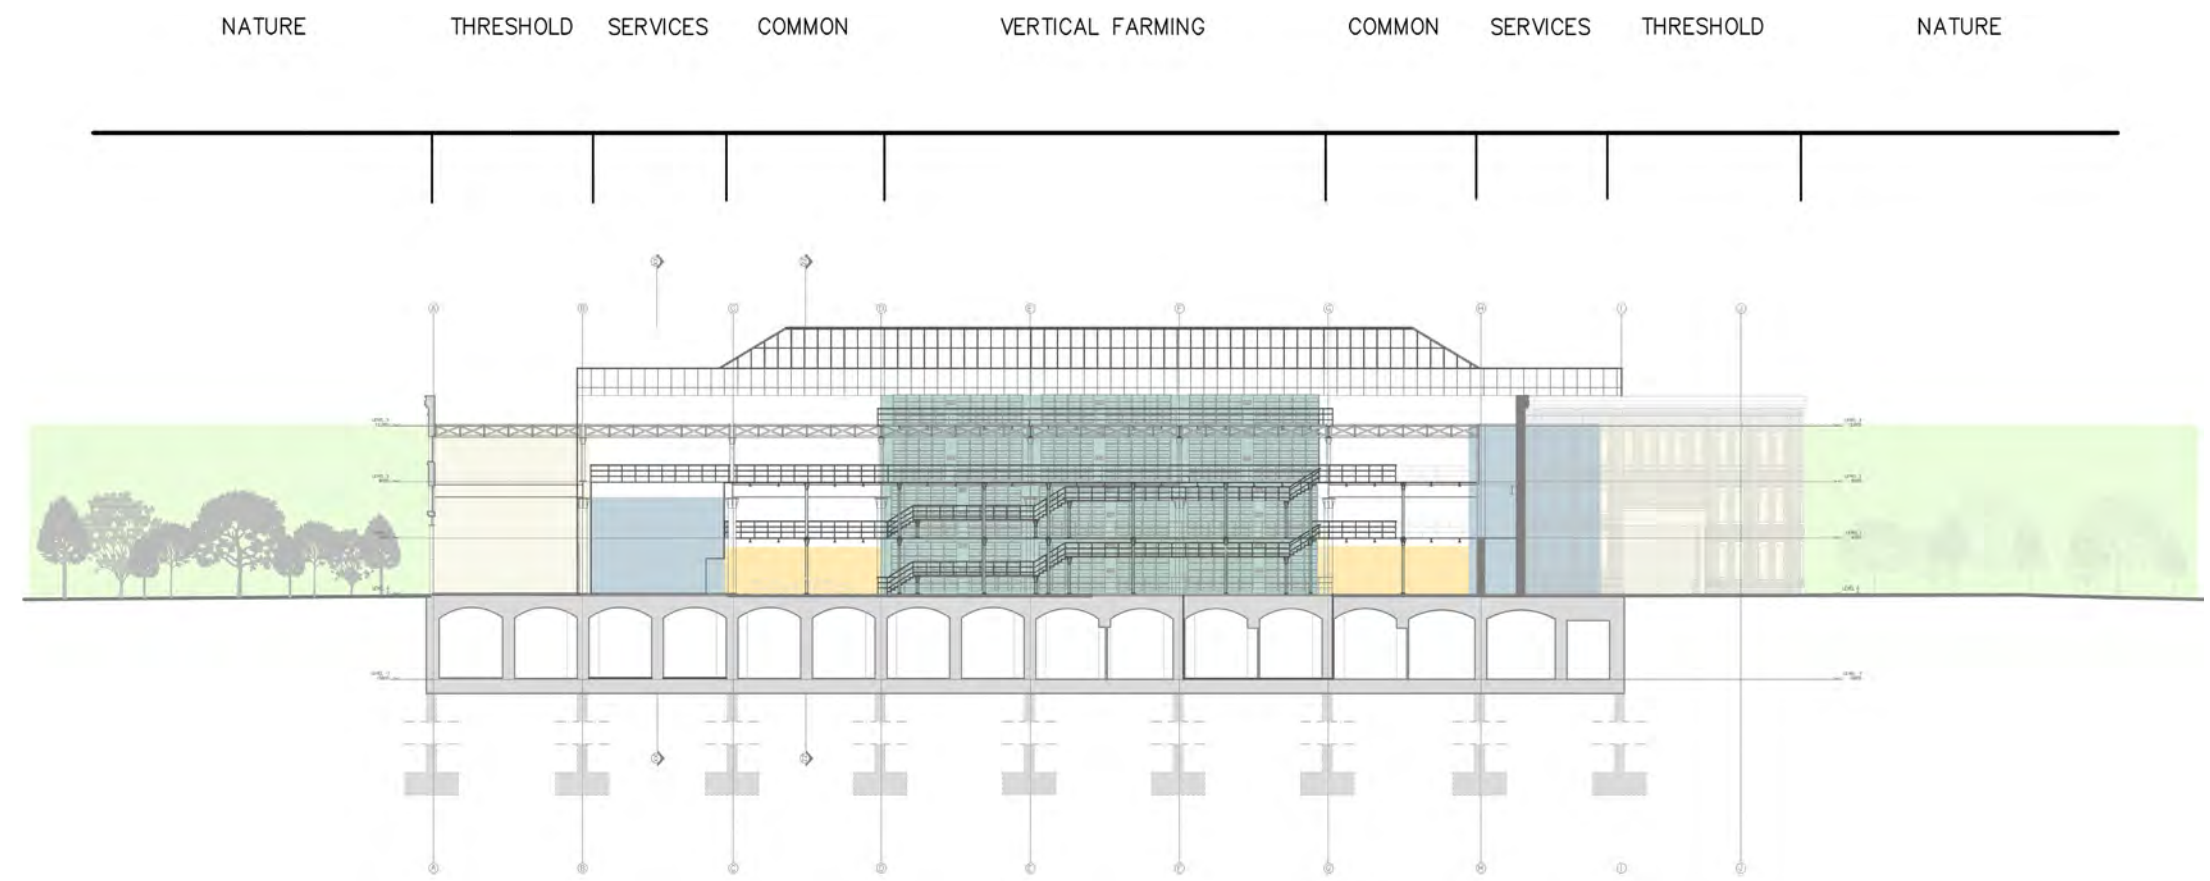 NATURE THRESHOLD SERVICES COMMON VERTICAL FARMING COMMON SERVICES THRESHOLD NATURE
A B C D E F G H I J
A B C D E F G H I J